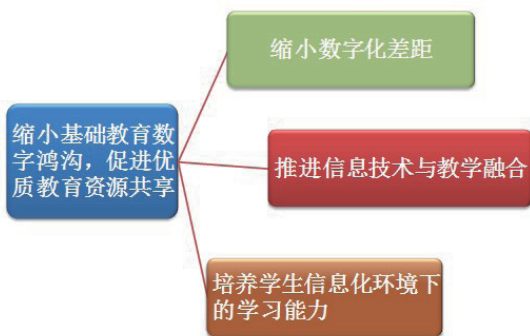 缩小基础教育数
字鸿沟，促进优
质教育资源共享
缩小数字化差距
推进信息技术与教学融合
培养学生信息化环境下
的学习能力